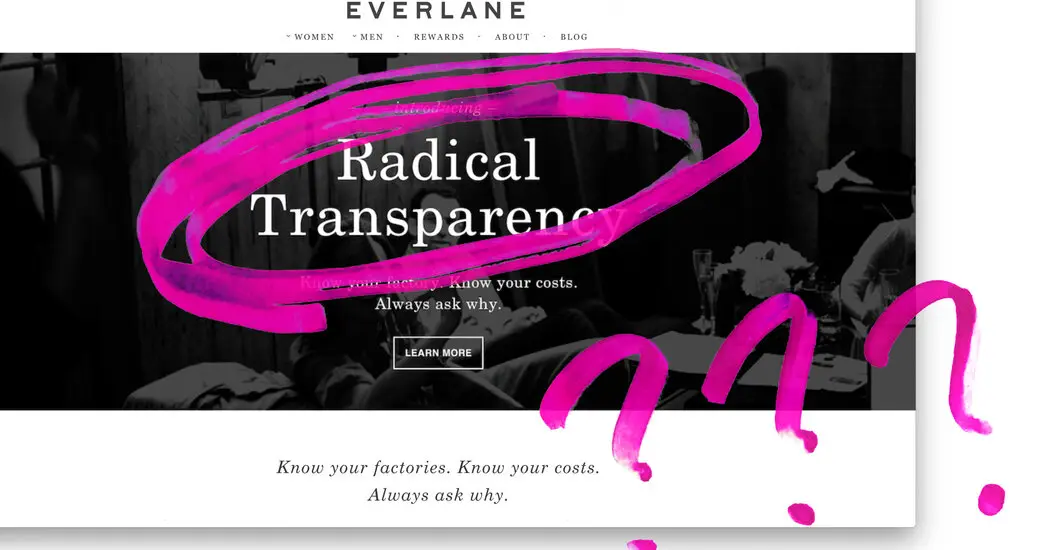 EVERLANE
WOMEN MEN · REWARDS · ABOUT · BLOG
introducing –
Radical
Transparency
Know your factory. Know your costs.
Always ask why.
LEARN MORE
Know your factories. Know your costs.
Always ask why.
???